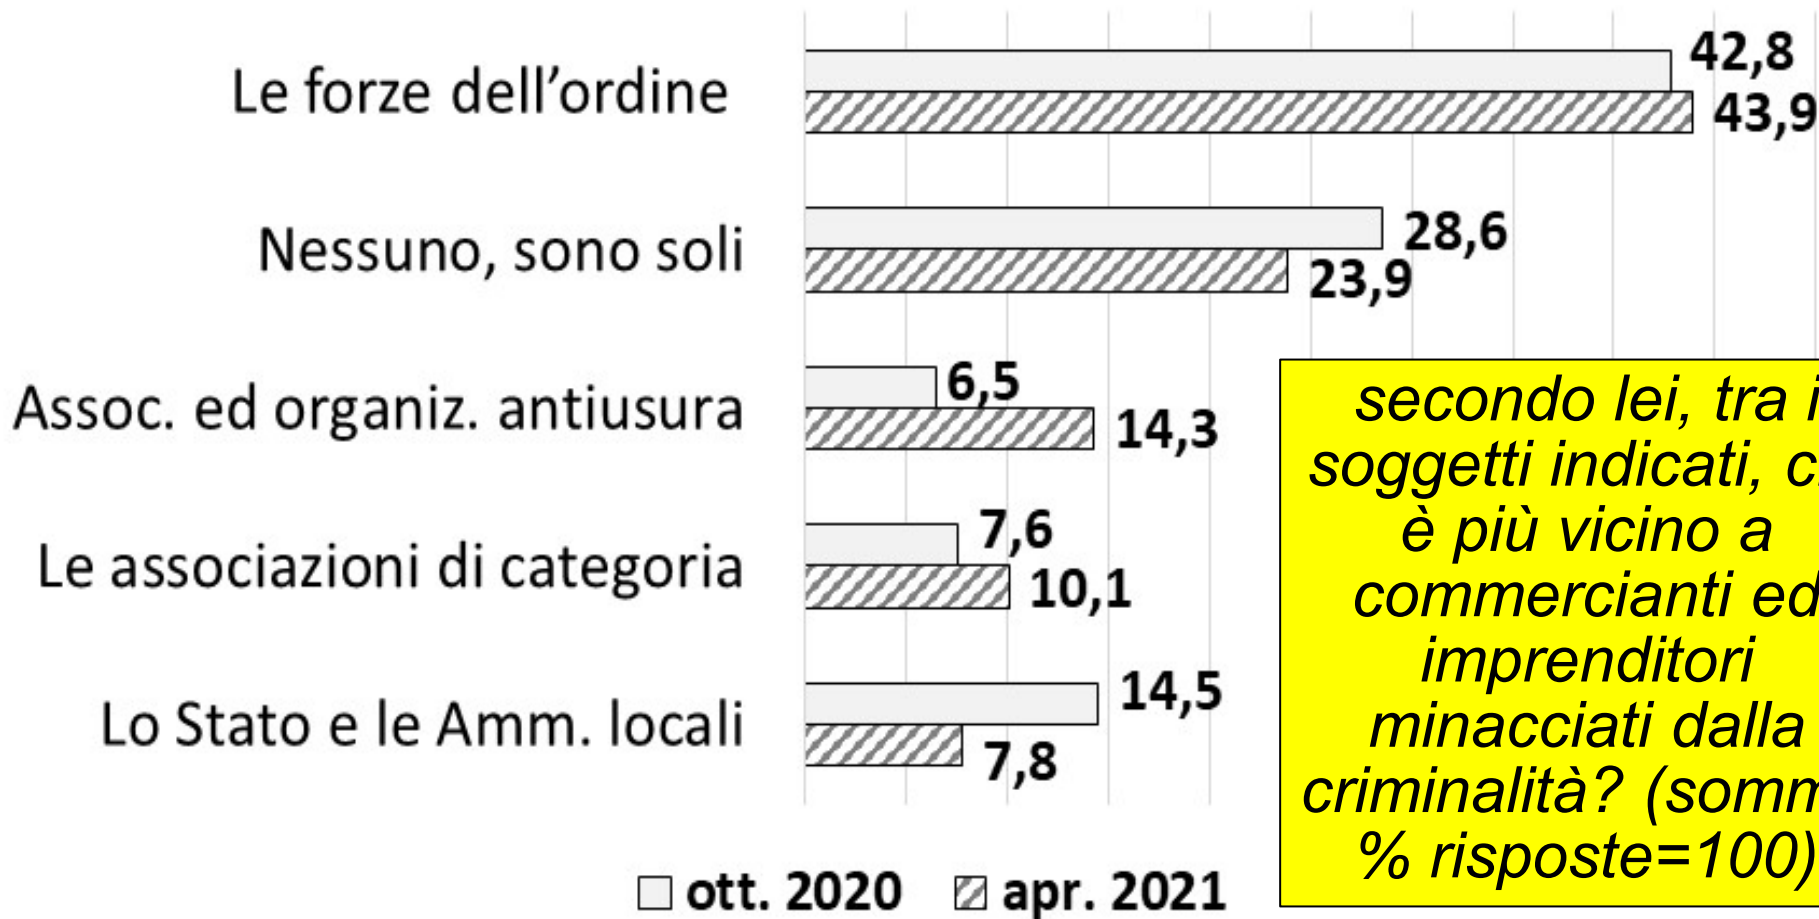 Le forze dell’ordine
42,8
43,9
Nessuno, sono soli
28,6
23,9
Assoc. ed organiz. antiusura
6,5
14,3
Le associazioni di categoria
7,6
10,1
Lo Stato e le Amm. locali
14,5
7,8
secondo lei, tra i
soggetti indicati,
è più vicino a
commercianti ed
imprenditori
minacciati dalla
criminalità?
% risposte=100)
ott. 2020 apr. 2021